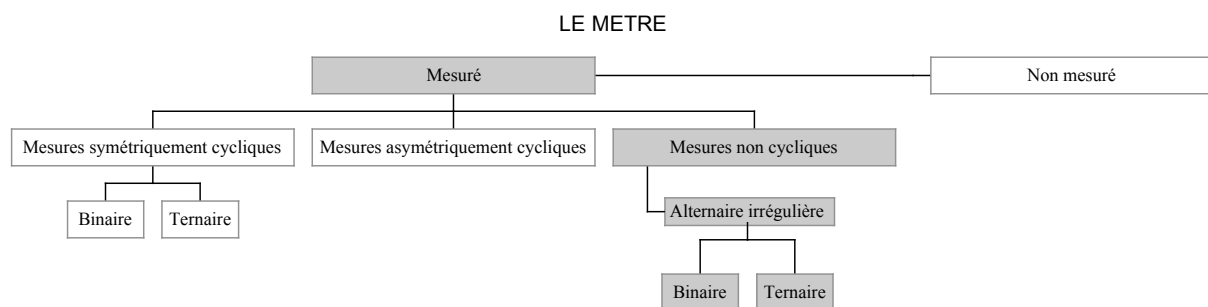 LE METRE
Mesuré
Non mesuré
Mesures symétriquement cycliques
Mesures asymétriquement cycliques
Mesures non cycliques
Binaire
Ternaire
Alternaire irrégulière
Binaire
Ternaire